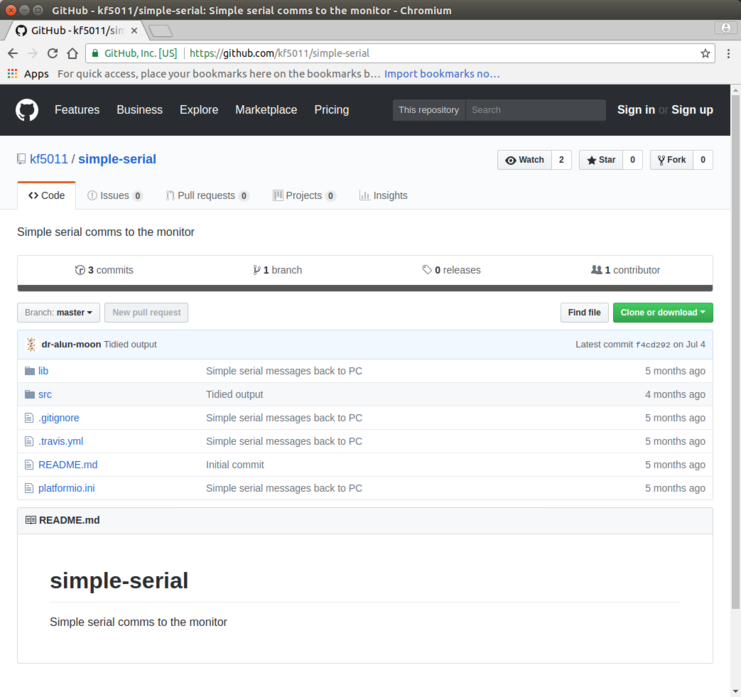 GitHub - kf5011/simple-serial: Simple serial comms to the monitor - Chromium
GitHub - kf5011/sim
GitHub, Inc. [US] https://github.com/kf5011/simple-serial
Apps For quick access, place your bookmarks here on the bookmarks b... Import bookmarks no...
Features Business Explore Marketplace Pricing This repository Search Sign in or Sign up
kf5011 / simple-serial Watch 2 Star 0 Fork 0
Code Issues 0 Pull requests 0 Projects 0 Insights
Simple serial comms to the monitor
3 commits 1 branch 0 releases 1 contributor
Branch: master New pull request Find file Clone or download
dr-alun-moon Tidied output Latest commit f4cd292 on Jul 4
lib Simple serial messages back to PC 5 months ago
src Tidied output 4 months ago
.gitignore Simple serial messages back to PC 5 months ago
.travis.yml Simple serial messages back to PC 5 months ago
README.md Initial commit 5 months ago
platformio.ini Simple serial messages back to PC 5 months ago
README.md
simple-serial
Simple serial comms to the monitor